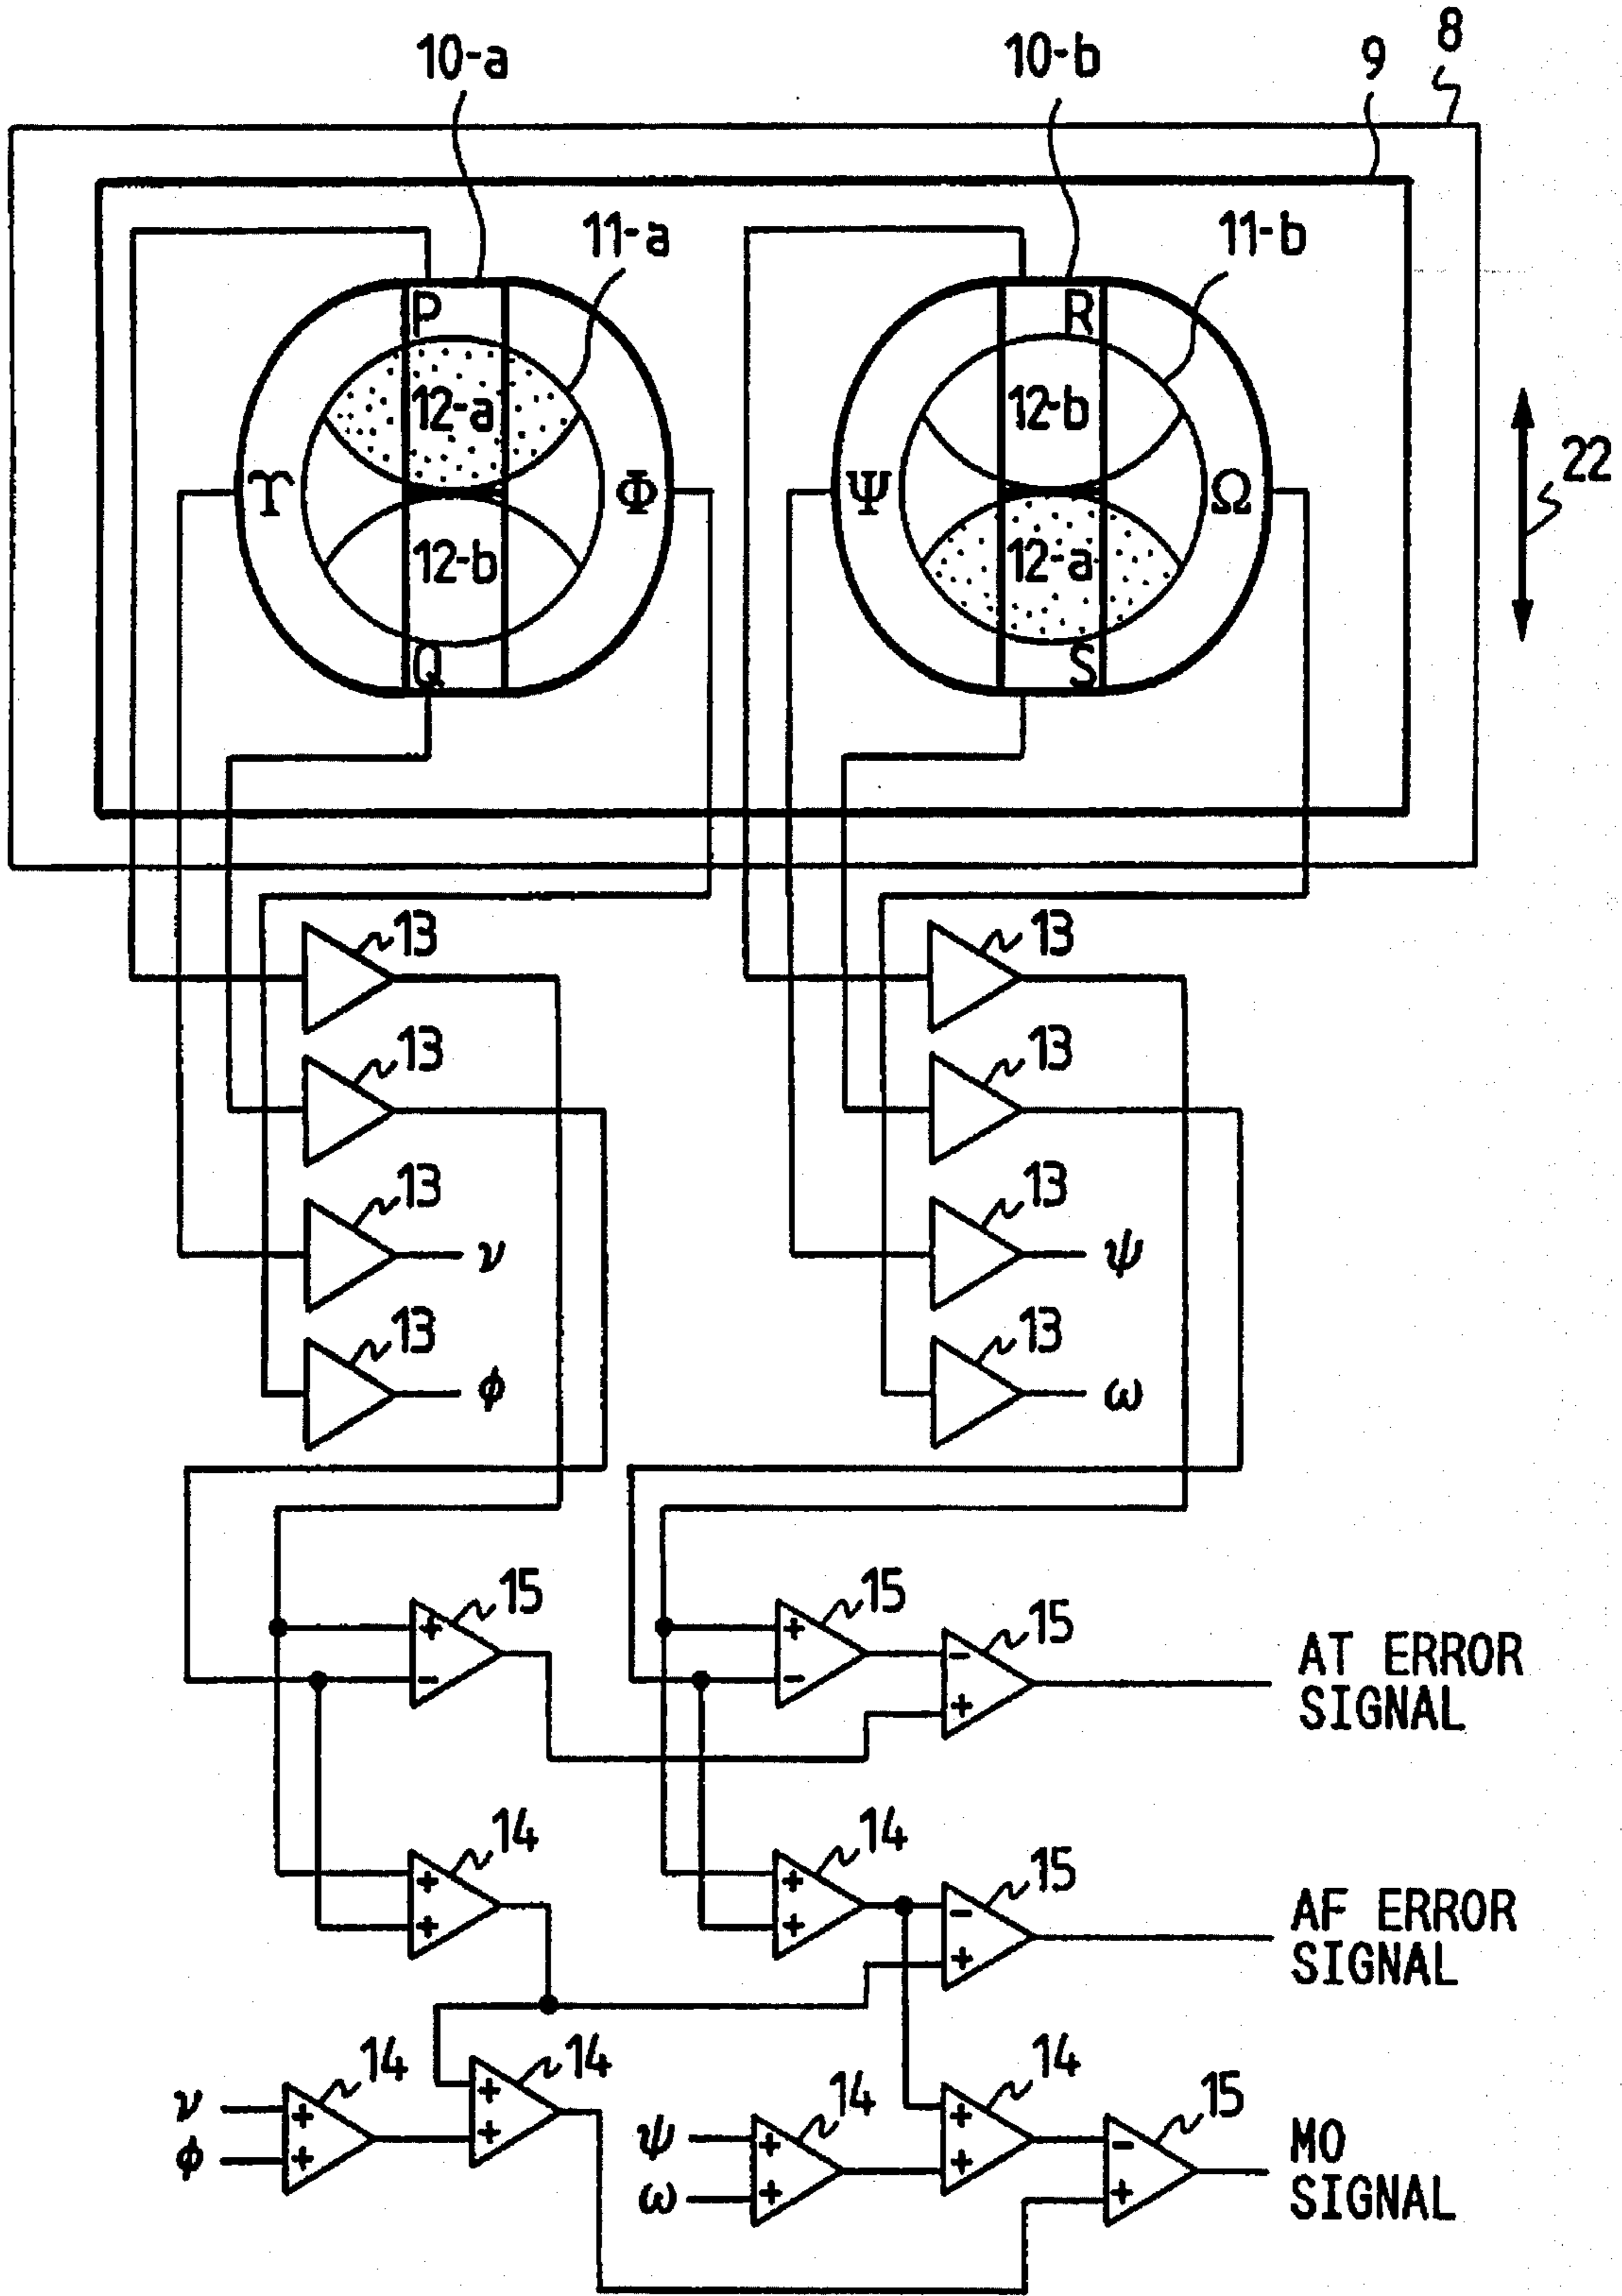 10-a 10-b 9 8
11-a 11-b
P R
12-a 12-b
ϒ Φ Ψ Ω 22
12-b 12-a
Q S
13 13
13 13
13 13
ν ψ
13 13
ϕ ω
15 15 15
+ + -
- - +
AT ERROR
SIGNAL
14 14 15
+ + -
+ + +
AF ERROR
SIGNAL
14 14 14 14 15
ν + + ψ + + -
ϕ + + ω + + +
MO
SIGNAL